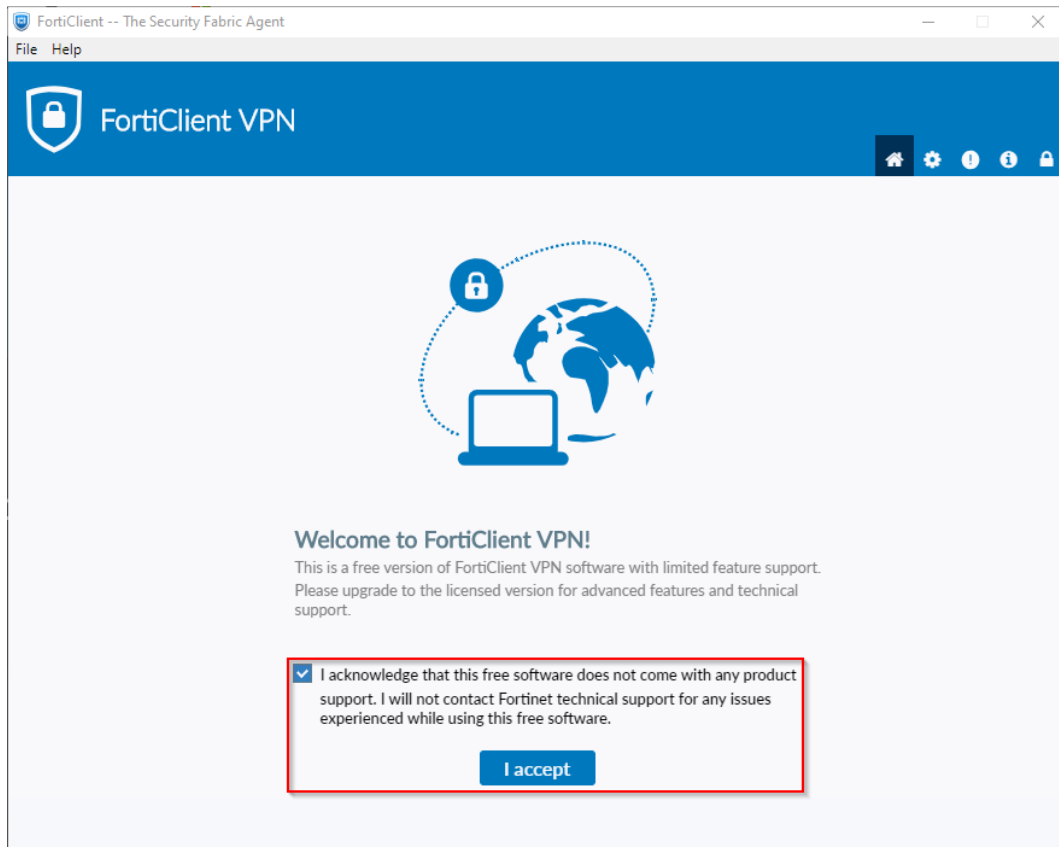 FortiClient -- The Security Fabric Agent
File Help
FortiClient VPN
Welcome to FortiClient VPN!
This is a free version of FortiClient VPN software with limited feature support.
Please upgrade to the licensed version for advanced features and technical
support.
I acknowledge that this free software does not come with any product
support. I will not contact Fortinet technical support for any issues
experienced while using this free software.
I accept